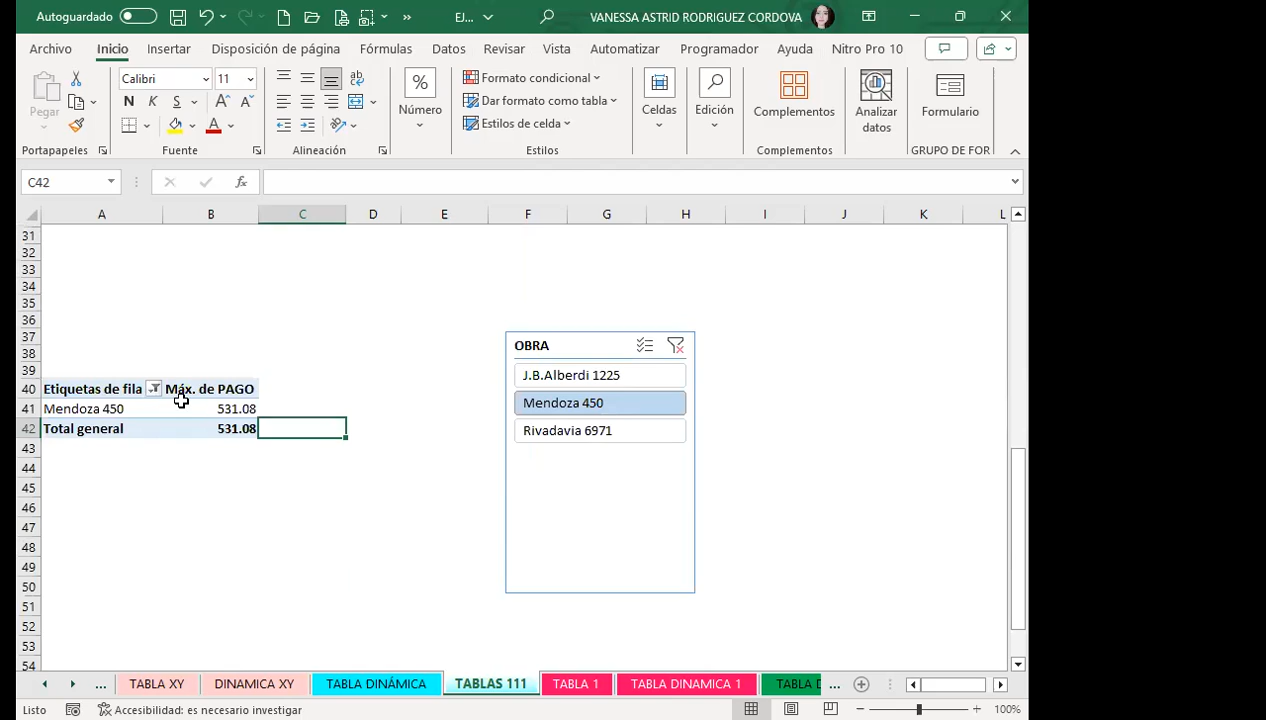 Autoguardado
EJ...
VANESSA ASTRID RODRIGUEZ CORDOVA
Archivo Inicio Insertar Disposición de página Fórmulas Datos Revisar Vista Automatizar Programador Ayuda Nitro Pro 10
Pegar
Calibri 11
N K S
A A
A
ab
%
Número
Formato condicional
Dar formato como tabla
Estilos de celda
Celdas
Edición
Complementos
Analizar
datos
Formulario
Portapapeles Fuente Alineación Estilos Complementos GRUPO DE FOR
C42
fx
A B C D E F G H I J K L
31
32
33
34
35
36
37
38
39
40 Etiquetas de fila Máx. de PAGO
41 Mendoza 450 531.08
42 Total general 531.08
43
44
45
46
47
48
49
50
51
52
53
54
OBRA
J.B.Alberdi 1225
Mendoza 450
Rivadavia 6971
... TABLA XY DINAMICA XY TABLA DINÁMICA TABLAS 111 TABLA 1 TABLA DINAMICA 1 TABLA D ...
Listo Accesibilidad: es necesario investigar 100%